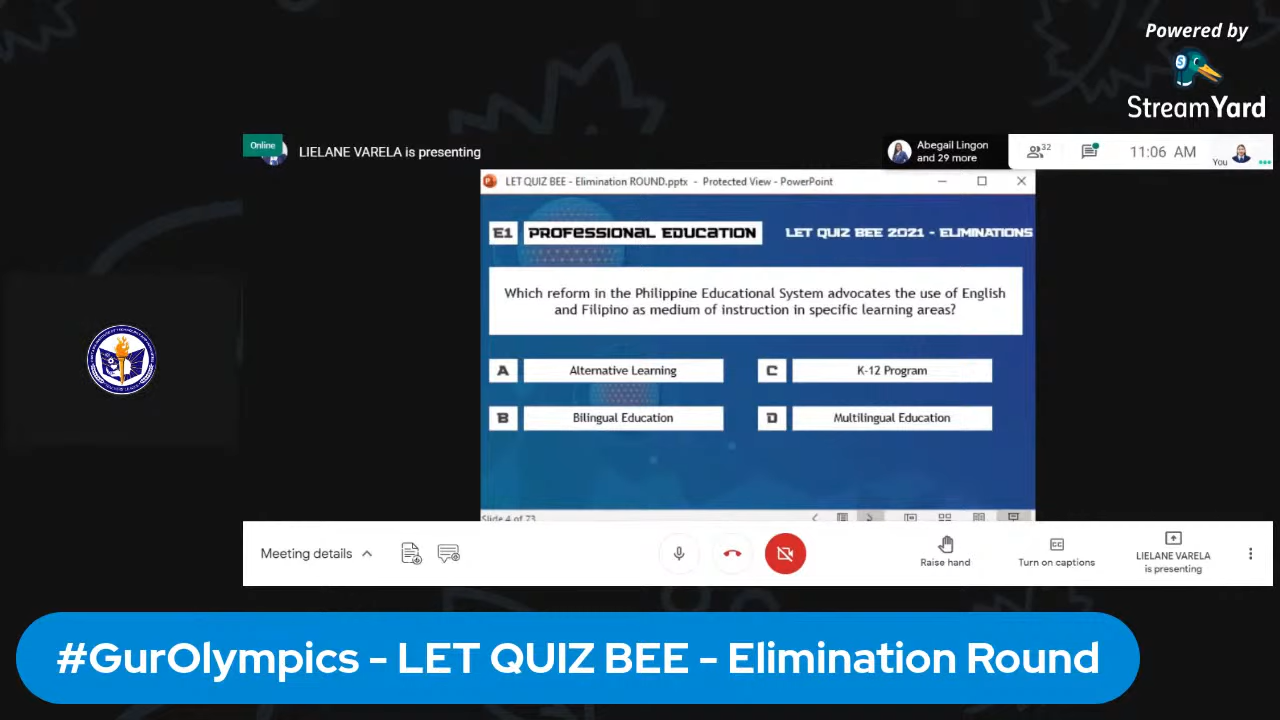 Powered by
StreamYard
Online
LIELANE VARELA is presenting
Abegail Lingon
and 29 more
32
11:06 AM
You
LET QUIZ BEE - Elimination ROUND.pptx - Protected View - PowerPoint
E1 PROFESSIONAL EDUCATION
LET QUIZ BEE 2021 - ELIMINATIONS
Which reform in the Philippine Educational System advocates the use of English
and Filipino as medium of instruction in specific learning areas?
A Alternative Learning
C K-12 Program
B Bilingual Education
D Multilingual Education
Slide 4 of 73
Meeting details
Raise hand
CC
Turn on captions
LIELANE VARELA
is presenting
#GurOlympics - LET QUIZ BEE - Elimination Round